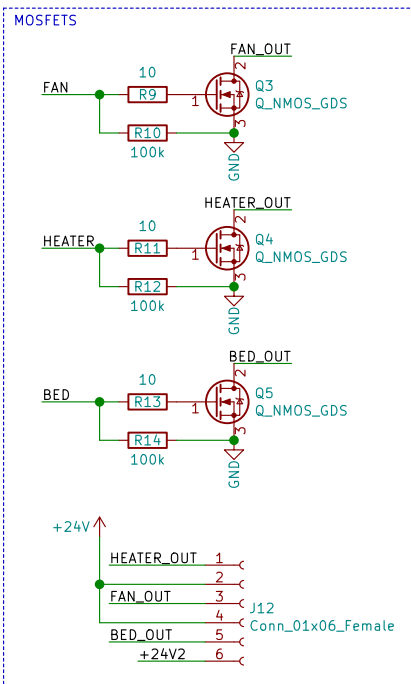 MOSFETS
FAN_OUT
2
10
FAN
R9
1
Q3
Q_NMOS_GDS
3
R10
100k
GND
HEATER_OUT
2
10
HEATER
R11
1
Q4
Q_NMOS_GDS
3
R12
100k
GND
BED_OUT
2
10
BED
R13
1
Q5
Q_NMOS_GDS
3
R14
100k
GND
+24V
HEATER_OUT 1
2
FAN_OUT 3
J12
4
Conn_01x06_Female
BED_OUT 5
+24V2 6